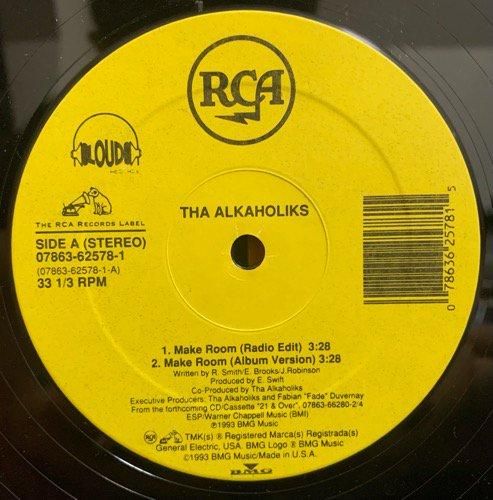 RCA
LOUD
THA ALKAHOLIKS
THE RCA RECORDS LABEL
SIDE A (STEREO)
07863-62578-1
(07863-62578-1-A)
33 1/3 RPM
0 78636 25781 5
1. Make Room (Radio Edit) 3:28
2. Make Room (Album Version) 3:28
Written by R. Smith/E. Brooks/J.Robinson
Produced by E. Swift
Co-Produced by Tha Alkaholiks
Executive Producers: Tha Alkaholiks and Fabian "Fade" Duvernay
From the forthcoming CD/Cassette "21 & Over", 07863-66280-2/4
ESP/Warner Chappell Music (BMI)
℗1993 BMG Music
RCA TMK(s) ® Registered Marca(s) Registrada
General Electric, USA. BMG Logo ® BMG Music
©1993 BMG Music/Made in U.S.A.
BMG